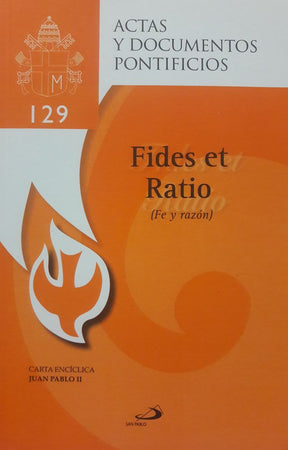 ACTAS
Y DOCUMENTOS
PONTIFICIOS
M
129
Fides et
Ratio
(Fe y razón)
CARTA ENCÍCLICA
JUAN PABLO II
SAN PABLO